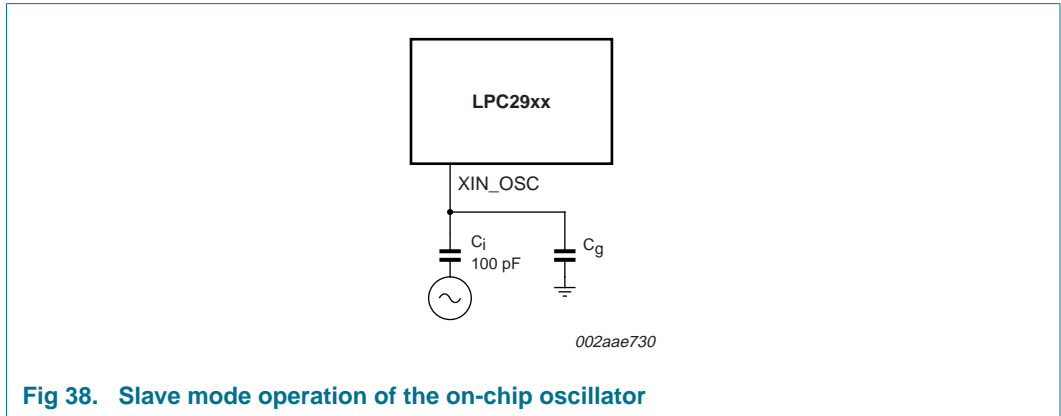 LPC29xx
XIN_OSC
Ci
100 pF
Cg
002aae730
Fig 38. Slave mode operation of the on-chip oscillator